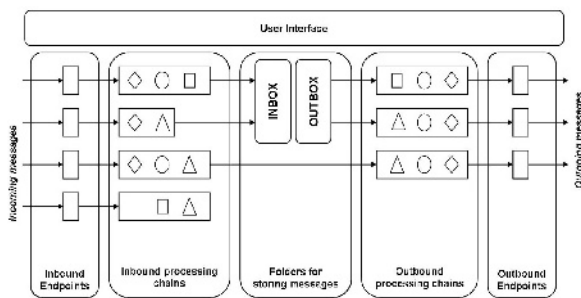 User Interface
Incoming messages
INBOX
OUTBOX
Outgoing messages
Inbound
Endpoints
Inbound processing
chains
Folders for
storing messages
Outbound
processing chains
Outbound
Endpoints